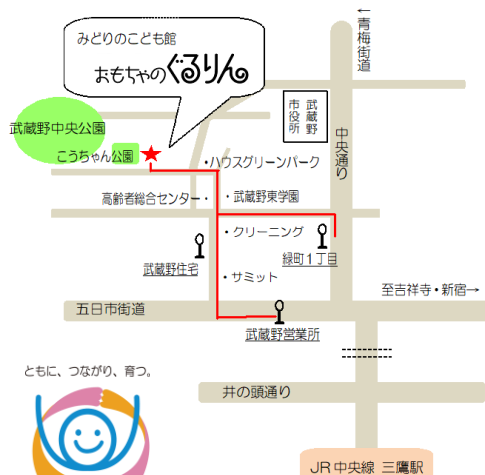 みどりのこども館
おもちゃのぐるりん
←青梅街道
武蔵野市役所
中央通り
武蔵野中央公園
こうちゃん公園
・ハウスグリーンパーク
高齢者総合センター・
・武蔵野東学園
・クリーニング
緑町1丁目
武蔵野住宅
・サミット
至吉祥寺・新宿→
五日市街道
武蔵野営業所
ともに、つながり、育つ。
井の頭通り
JR中央線 三鷹駅